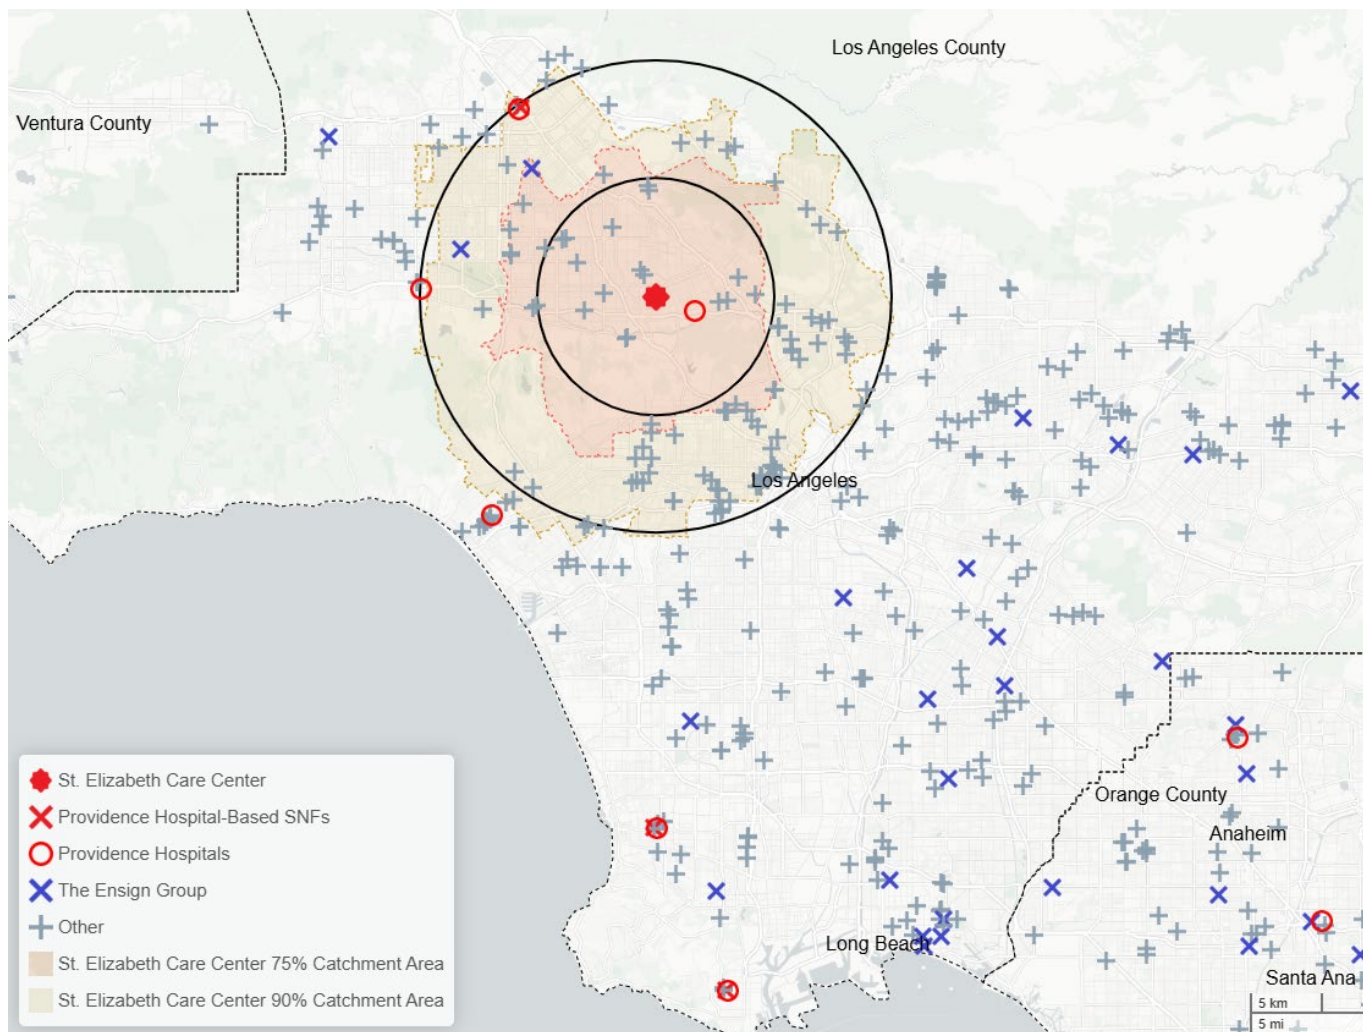 Los Angeles County
Ventura County
Los Angeles
St. Elizabeth Care Center
Providence Hospital-Based SNFs
Providence Hospitals
The Ensign Group
Other
St. Elizabeth Care Center 75% Catchment Area
St. Elizabeth Care Center 90% Catchment Area
Orange County
Anaheim
Long Beach
Santa Ana
5 km
5 mi